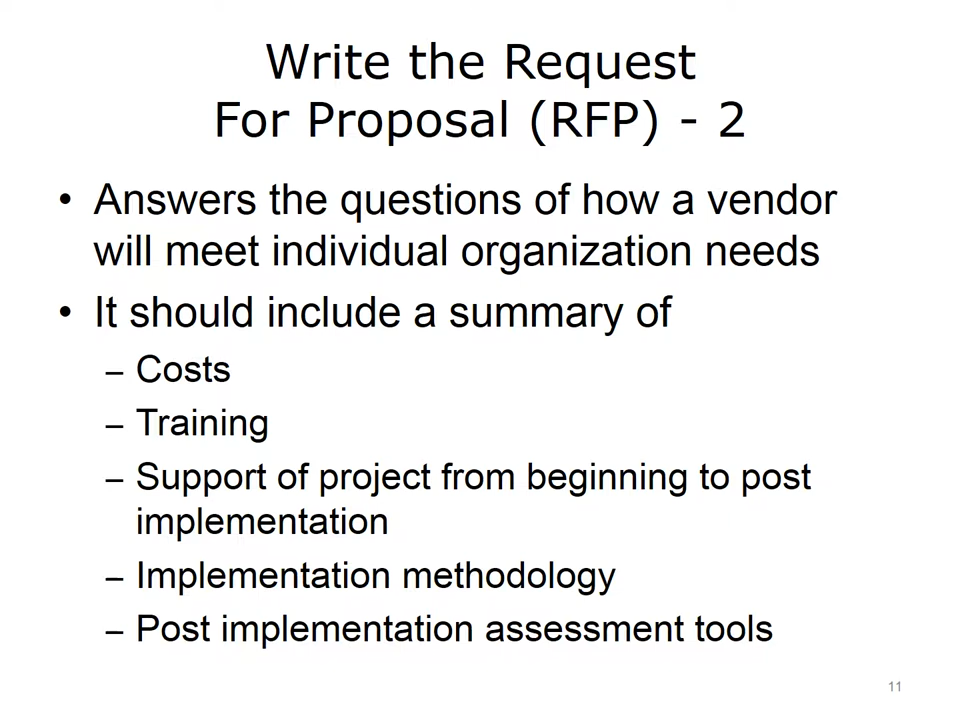 Write the Request
For Proposal (RFP) - 2
• Answers the questions of how a vendor
will meet individual organization needs
• It should include a summary of
– Costs
– Training
– Support of project from beginning to post
implementation
– Implementation methodology
– Post implementation assessment tools
11